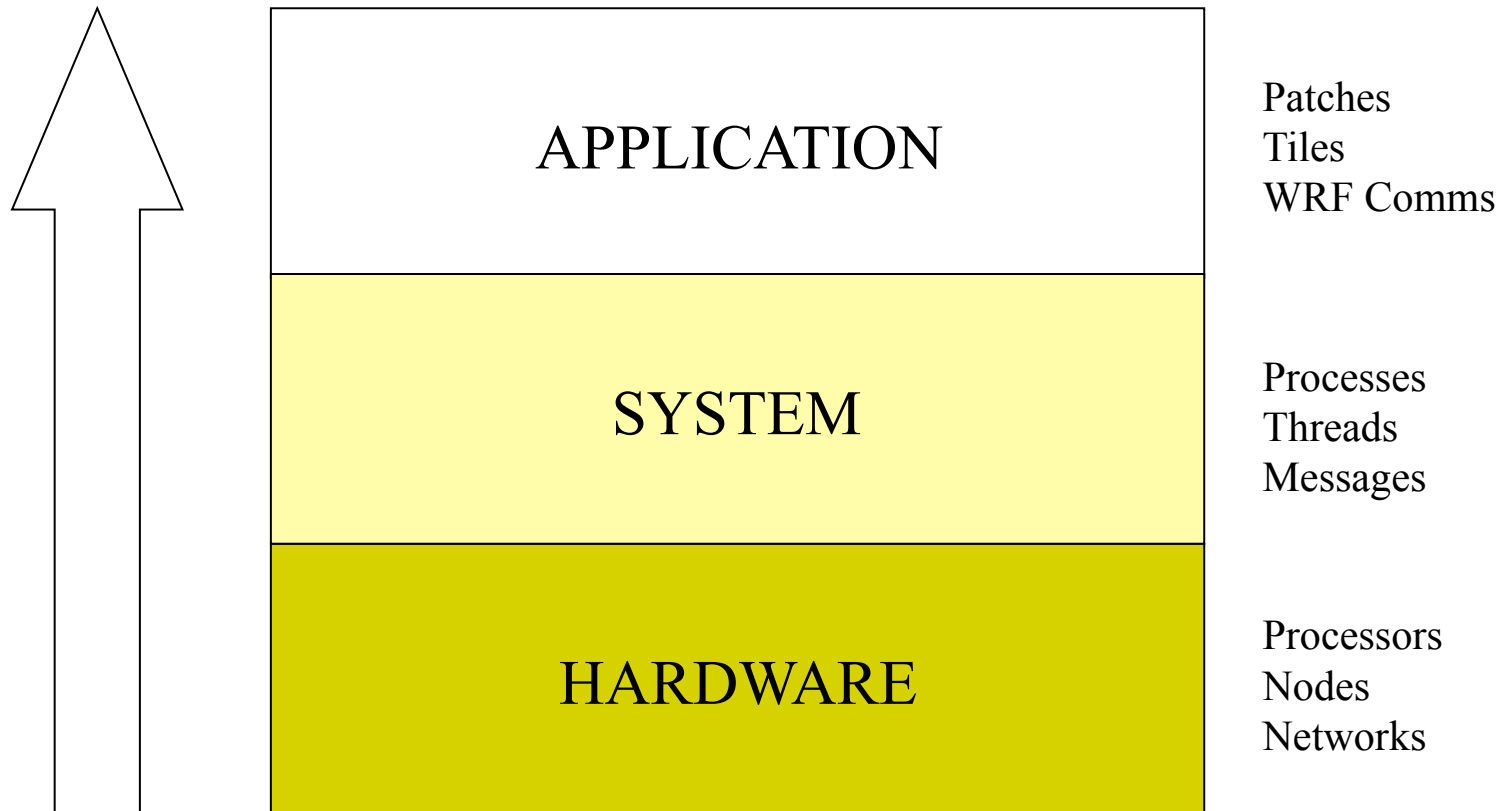 APPLICATION
Patches
Tiles
WRF Comms
SYSTEM
Processes
Threads
Messages
HARDWARE
Processors
Nodes
Networks